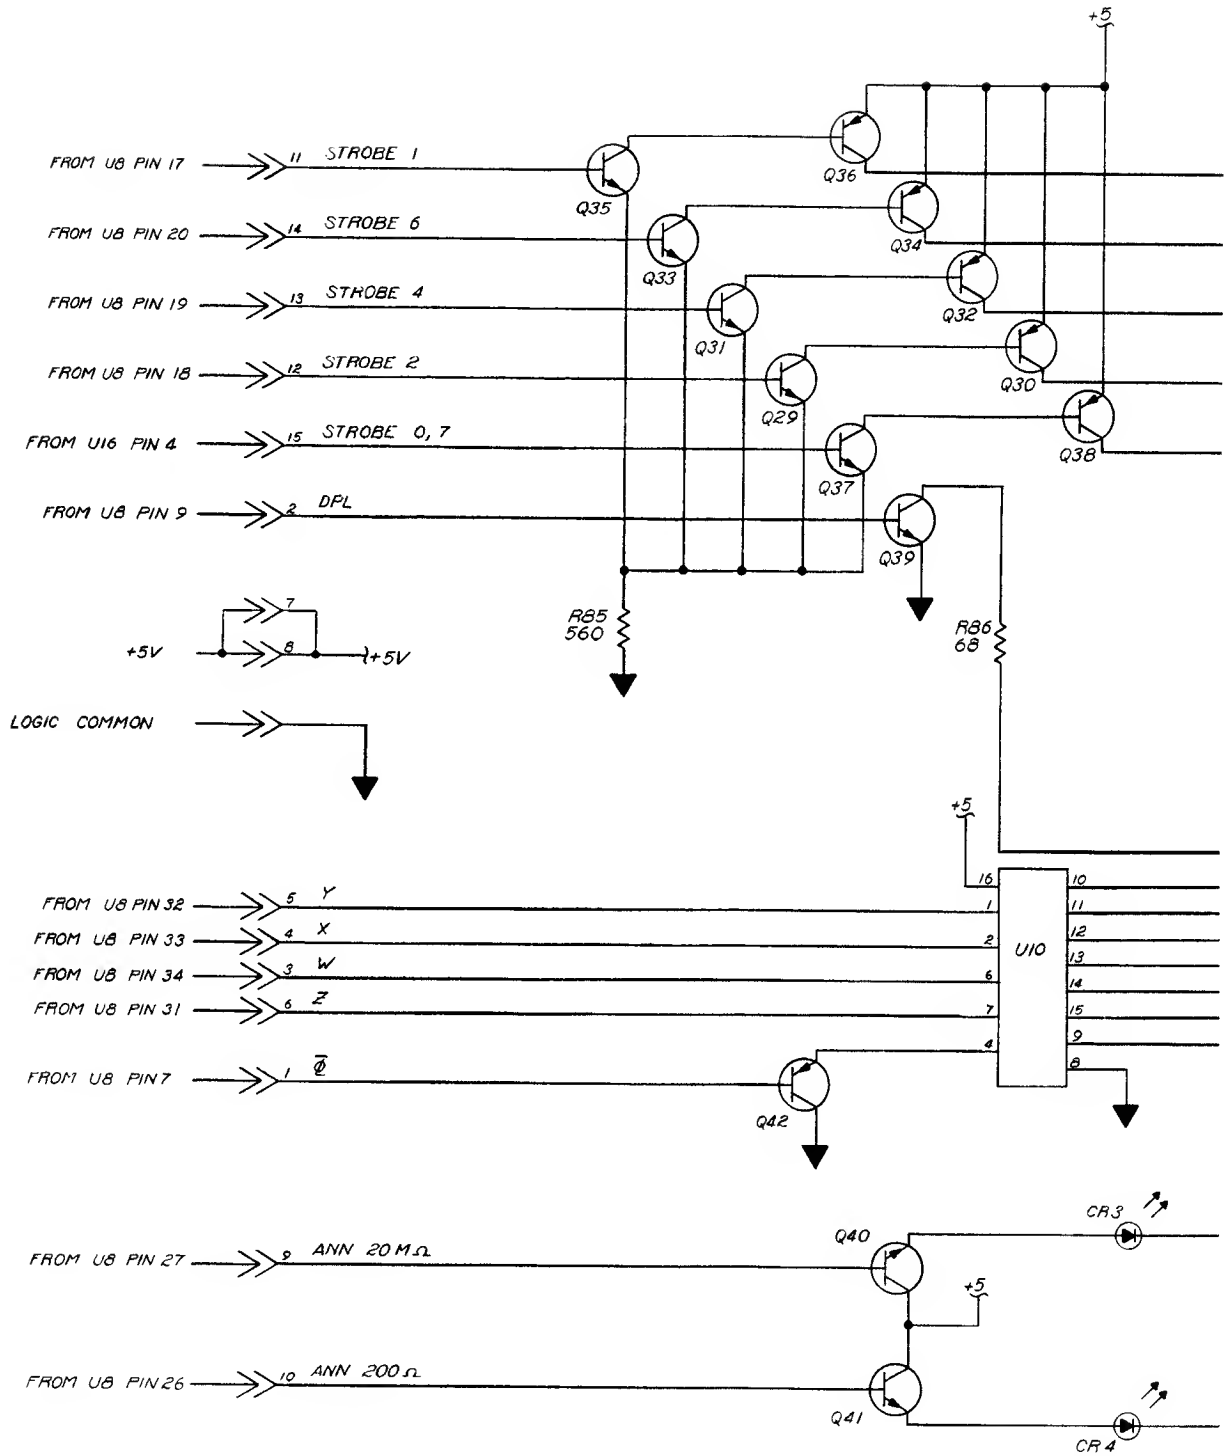 +5
FROM U8 PIN 17
11 STROBE 1
Q35
Q36
FROM U8 PIN 20
14 STROBE 6
Q33
Q34
FROM U8 PIN 19
13 STROBE 4
Q31
Q32
FROM U8 PIN 18
12 STROBE 2
Q29
Q30
FROM U16 PIN 4
15 STROBE 0,7
Q37
Q38
FROM U8 PIN 9
2 DPL
Q39
R85
560
R86
68
+5V
7
8
+5V
LOGIC COMMON
+5
16
10
FROM U8 PIN 32
5 Y
1
11
FROM U8 PIN 33
4 X
2
12
U10
FROM U8 PIN 34
3 W
6
13
14
FROM U8 PIN 31
6 Z
7
15
4
9
8
FROM U8 PIN 7
1 Φ̅
Q42
CR3
Q40
FROM U8 PIN 27
9 ANN 20MΩ
+5
FROM U8 PIN 26
10 ANN 200Ω
Q41
CR4